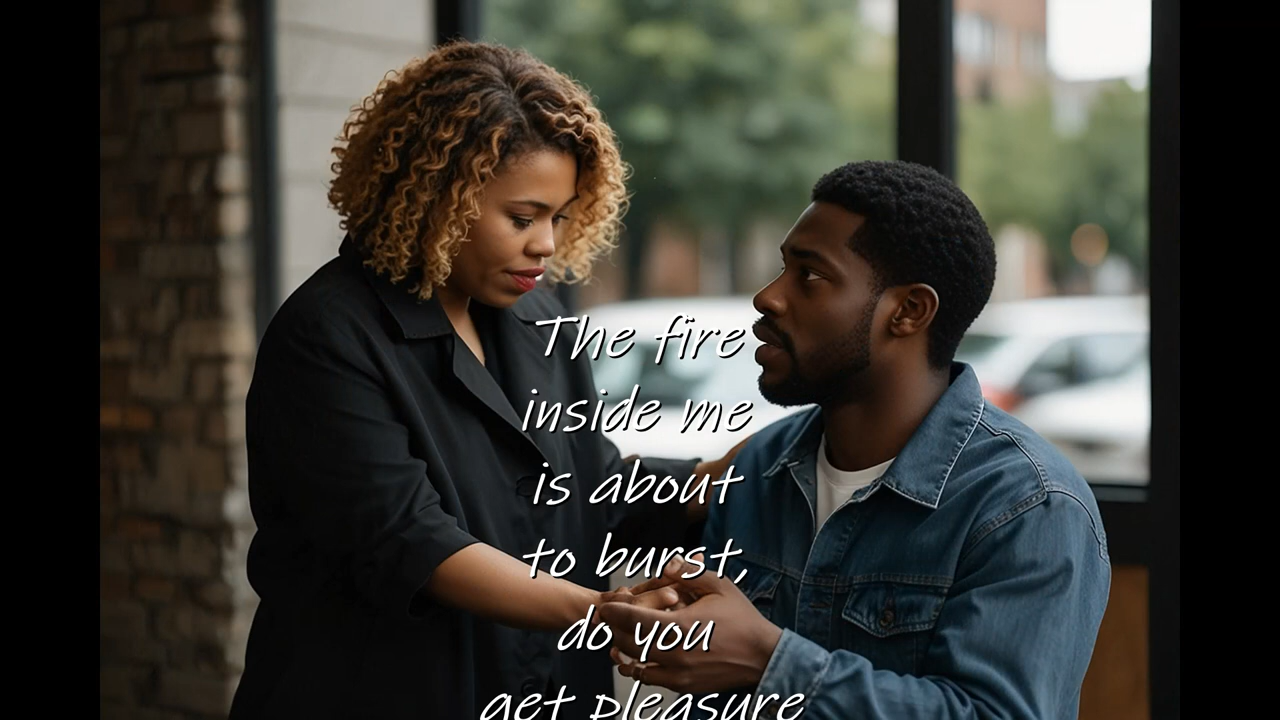 The fire
inside me
is about
to burst,
do you
get pleasure